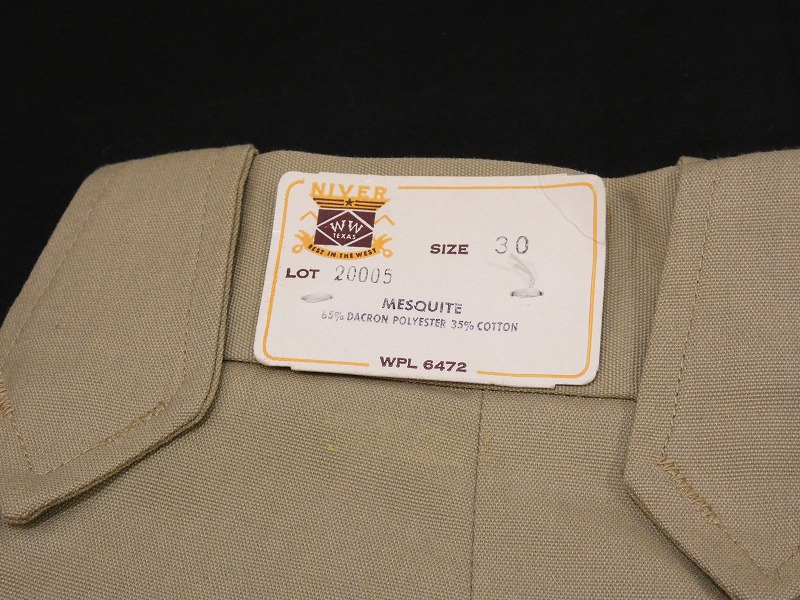 NIVER
WW
TEXAS
BEST IN THE WEST
SIZE 30
LOT 20005
MESQUITE
65% DACRON POLYESTER 35% COTTON
WPL 6472